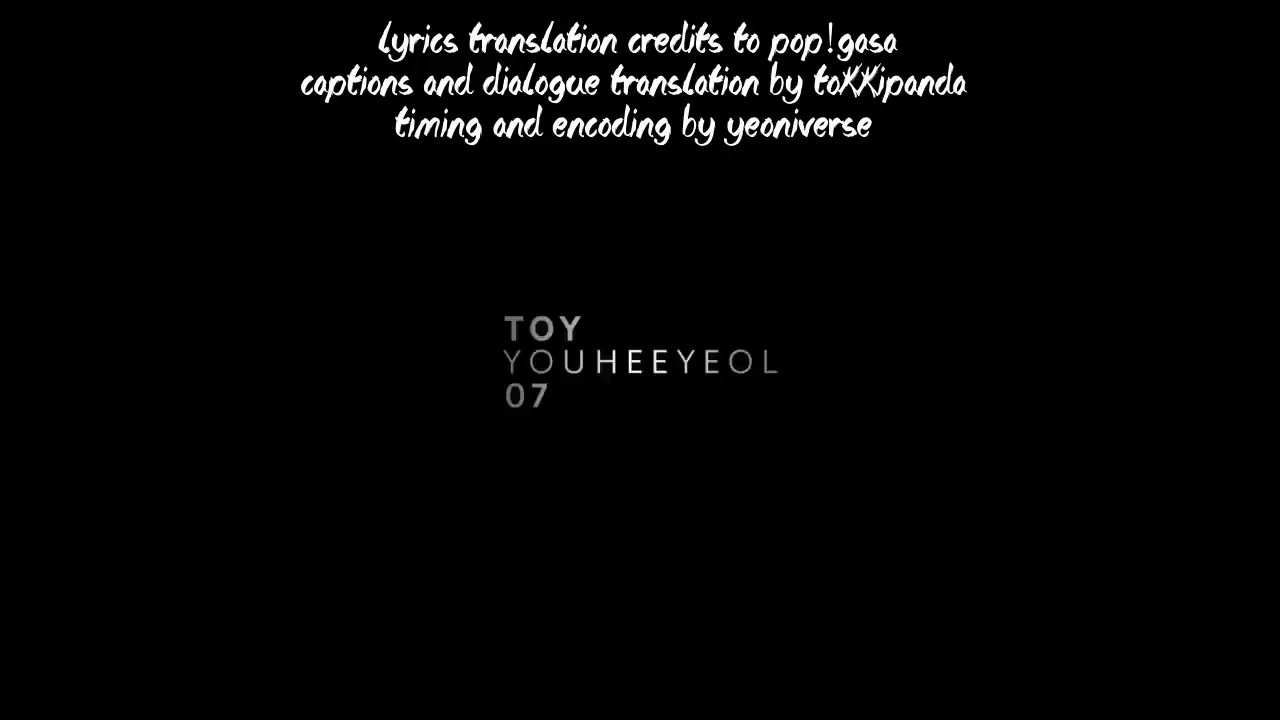 lyrics translation credits to pop!gasa
captions and dialogue translation by toKKipanda
timing and encoding by yeoniverse
TOY
YOUHEEYEOL
07